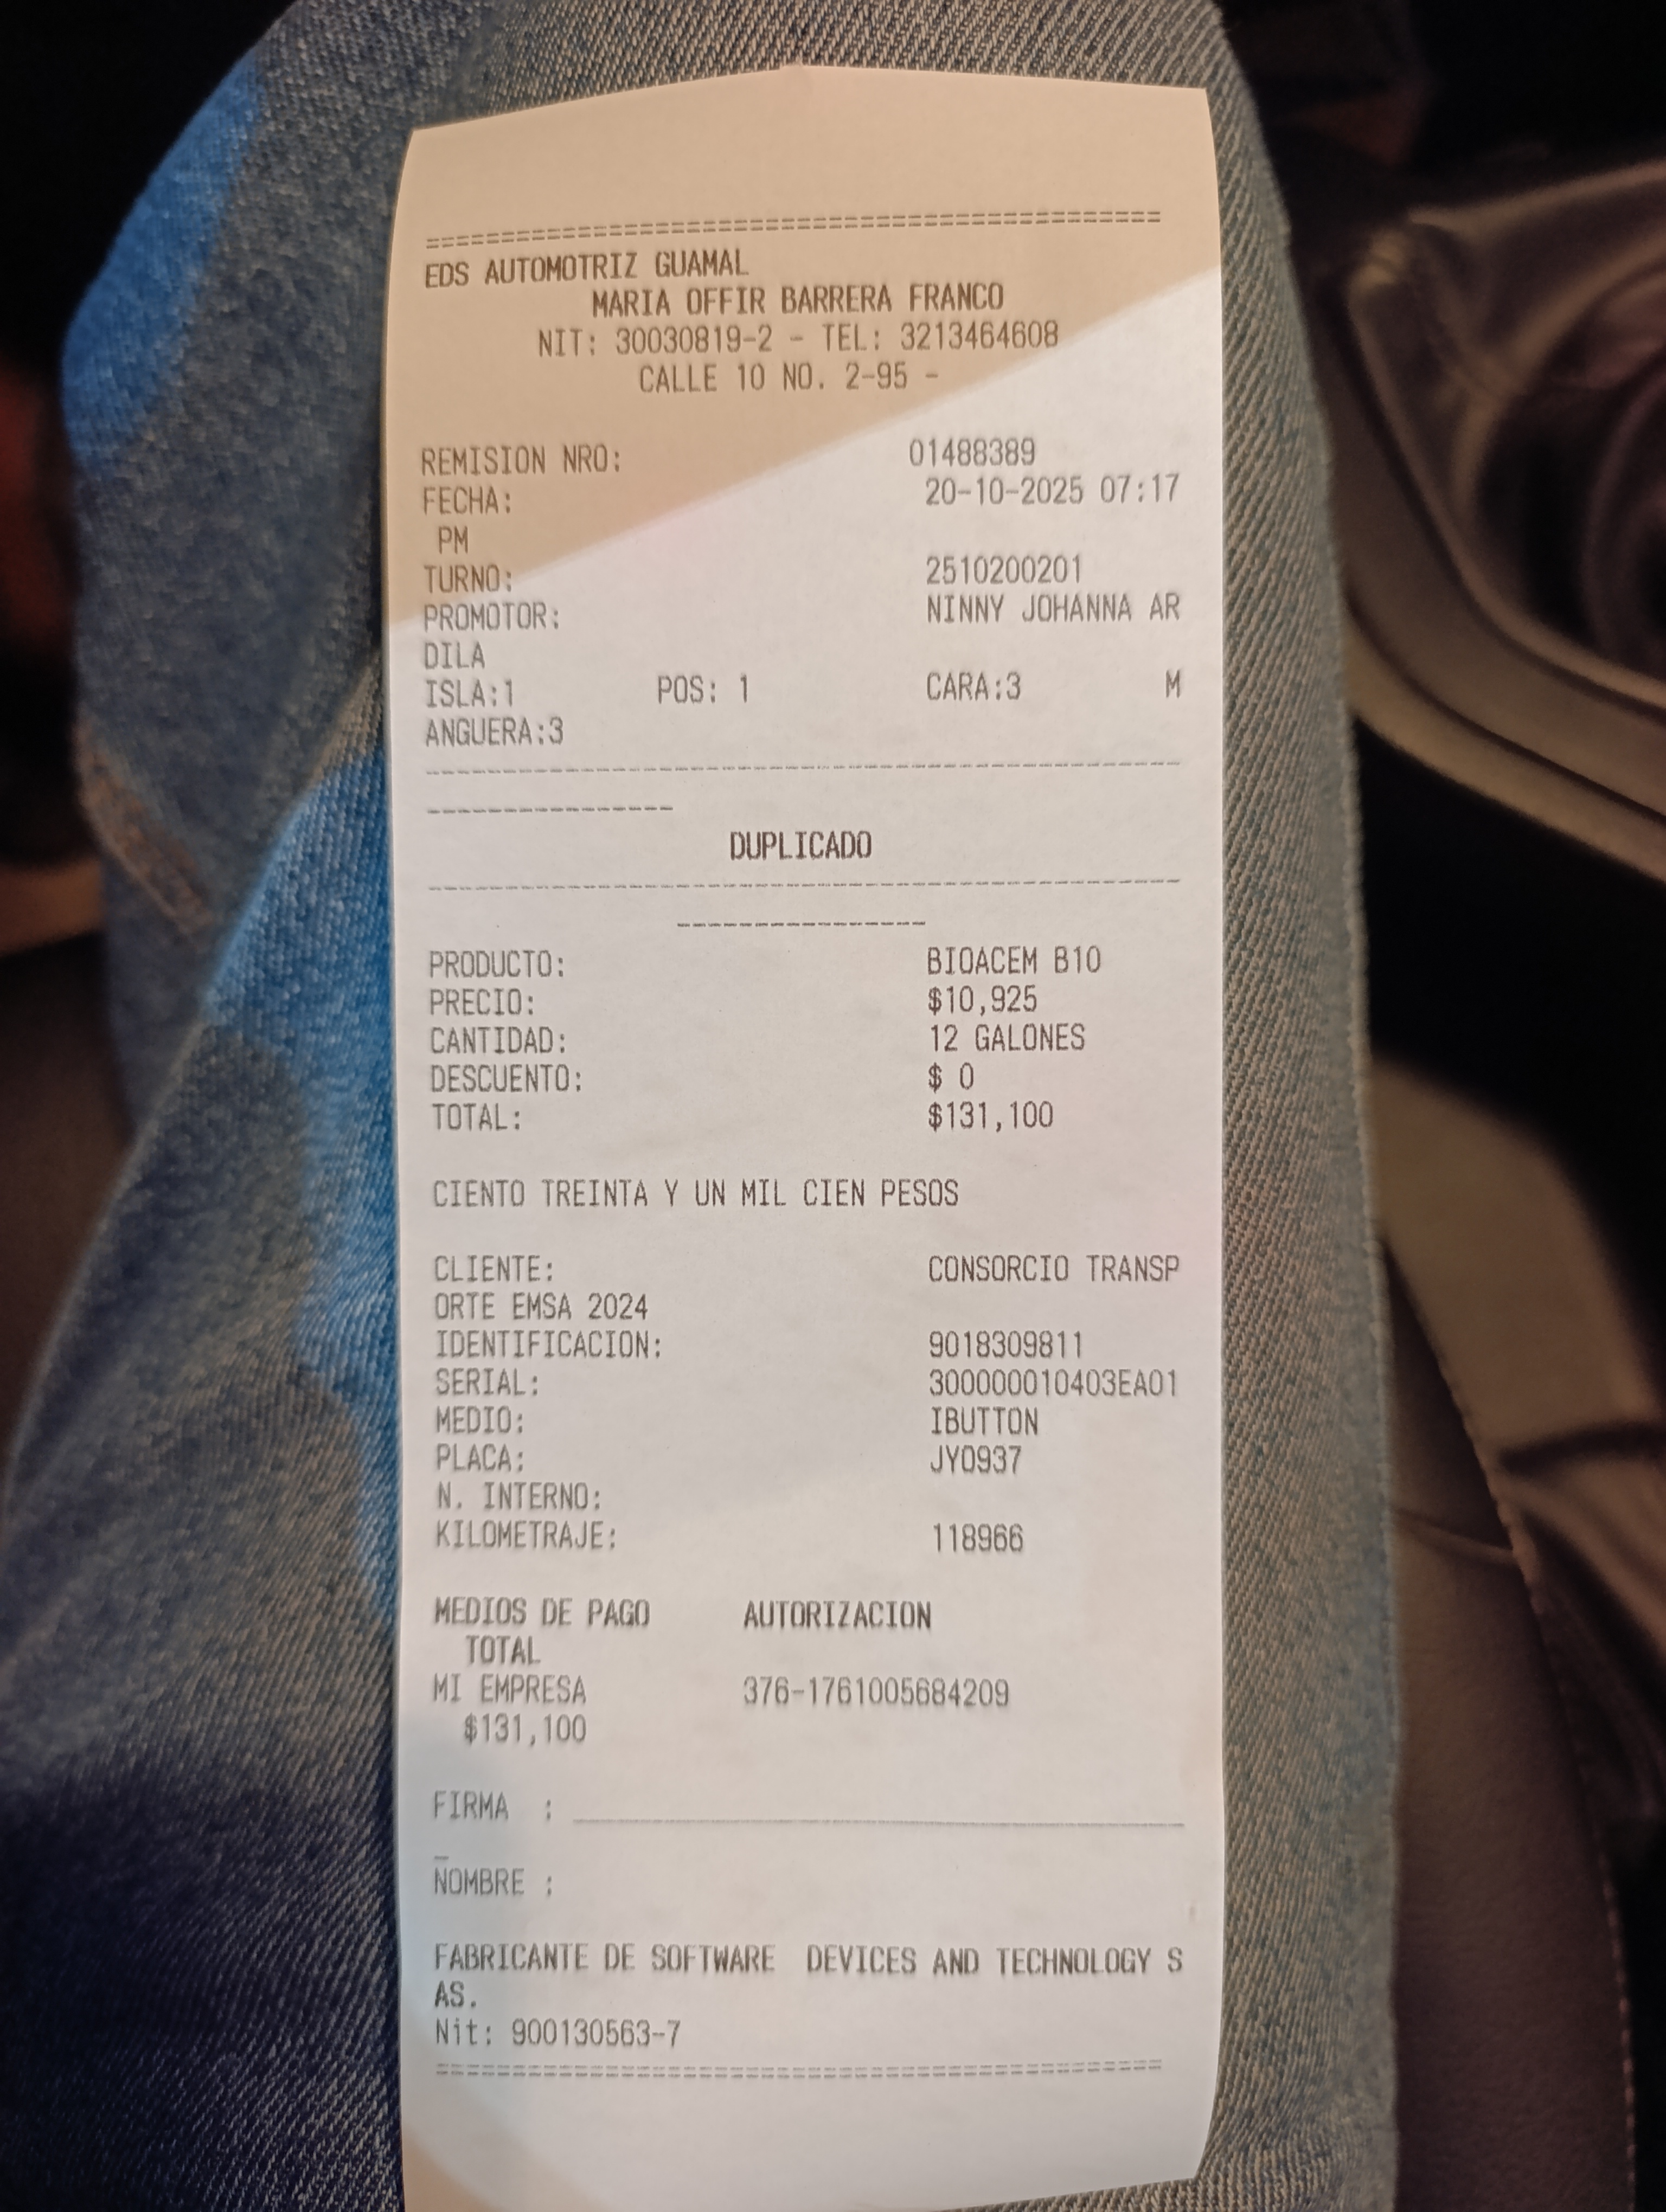 ================================================
EDS AUTOMOTRIZ GUAMAL
MARIA OFFIR BARRERA FRANCO
NIT: 30030819-2 - TEL: 3213464608
CALLE 10 NO. 2-95 -
REMISION NRO: 01488389
FECHA: 20-10-2025 07:17
PM
TURNO: 2510200201
PROMOTOR: NINNY JOHANNA AR
DILA
ISLA:1 POS: 1 CARA:3 M
ANGUERA:3
------------------------------------------------
----------------
DUPLICADO
------------------------------------------------
----------------
PRODUCTO: BIOACEM B10
PRECIO: $10,925
CANTIDAD: 12 GALONES
DESCUENTO: $ 0
TOTAL: $131,100
CIENTO TREINTA Y UN MIL CIEN PESOS
CLIENTE: CONSORCIO TRANSP
ORTE EMSA 2024
IDENTIFICACION: 9018309811
SERIAL: 300000010403EA01
MEDIO: IBUTTON
PLACA: JYO937
N. INTERNO:
KILOMETRAJE: 118966
MEDIOS DE PAGO AUTORIZACION
TOTAL
MI EMPRESA 376-1761005684209
$131,100
FIRMA : _______________________________________
_
NOMBRE :
FABRICANTE DE SOFTWARE DEVICES AND TECHNOLOGY S
AS.
Nit: 900130563-7
================================================